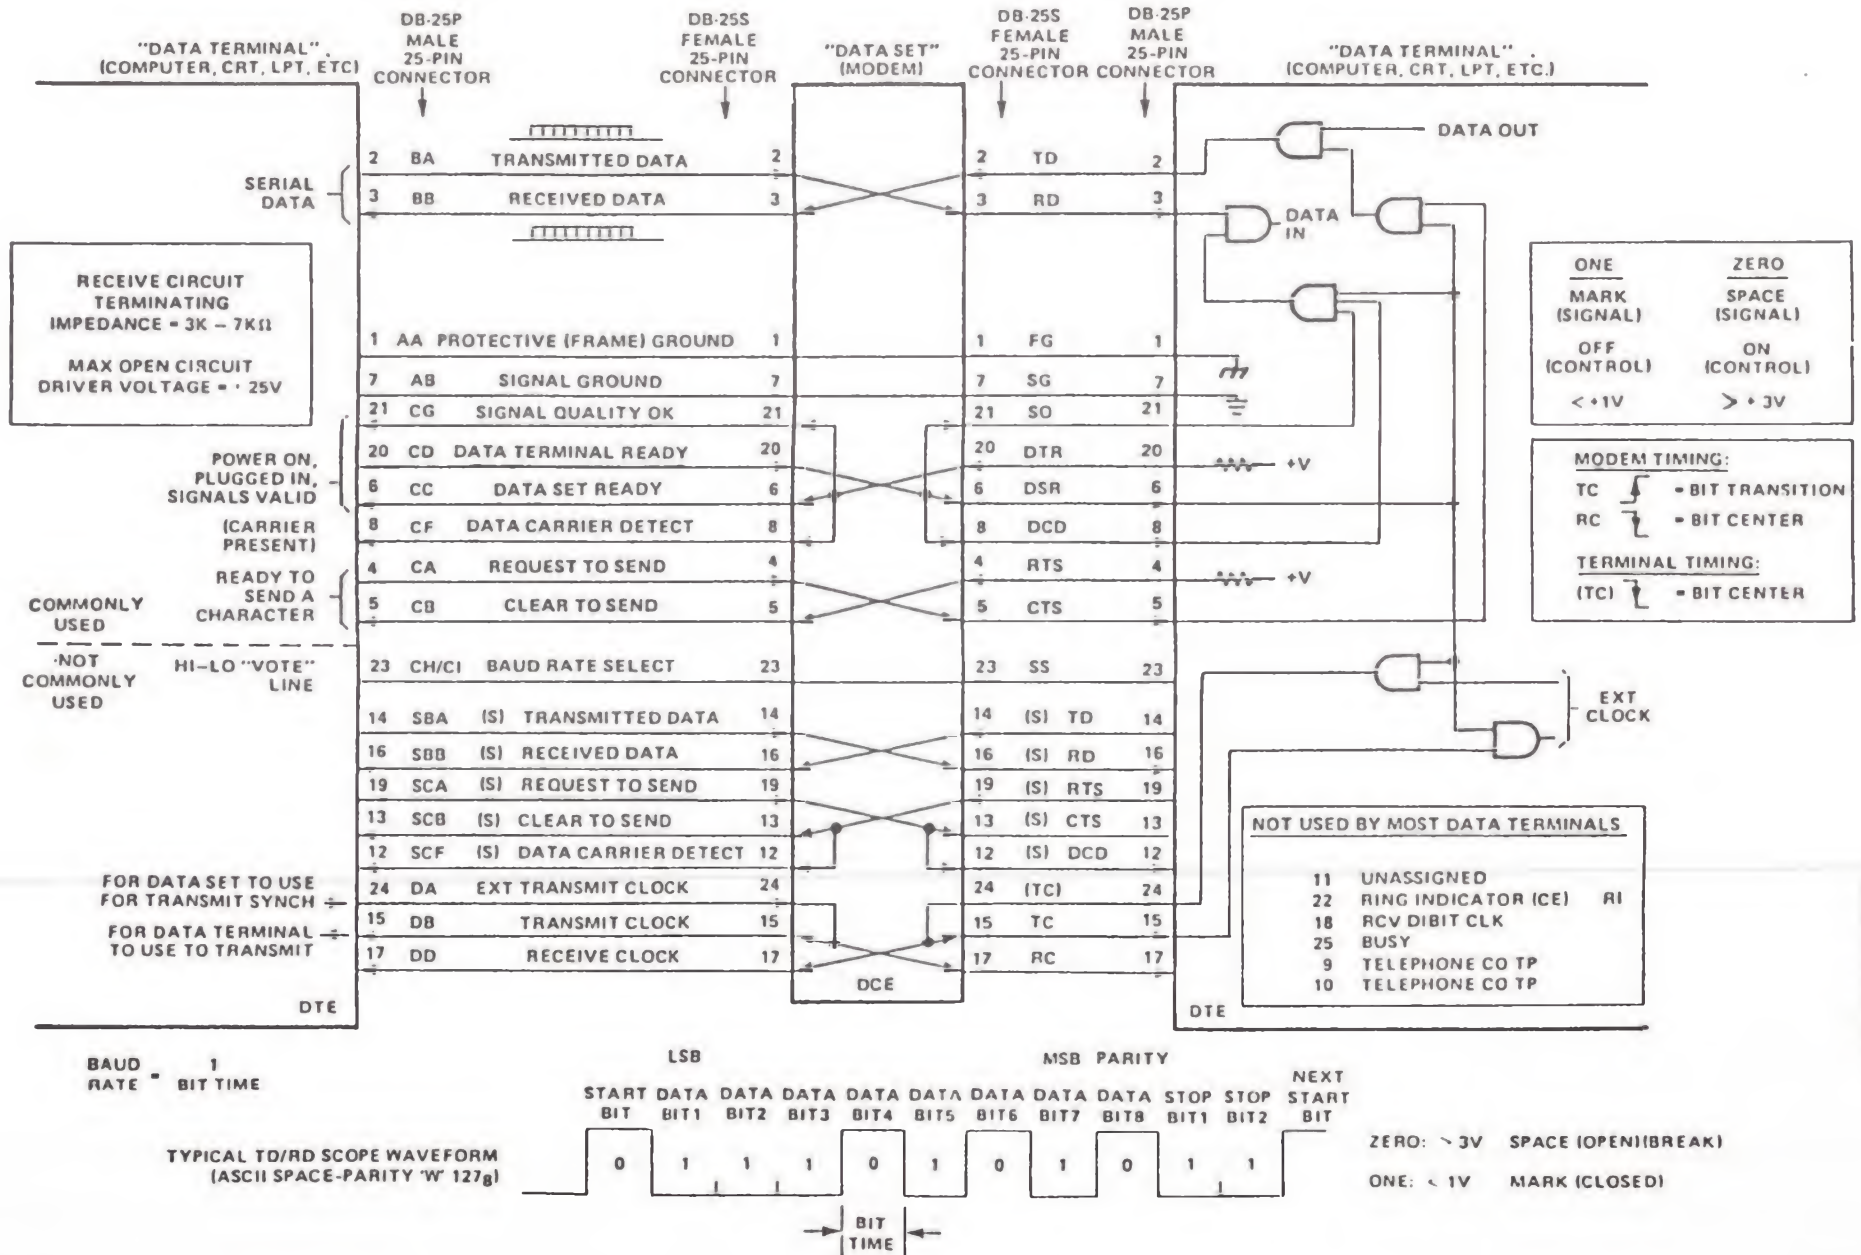 DB-25P
MALE
25-PIN
CONNECTOR
DB-25S
FEMALE
25-PIN
CONNECTOR
DB-25S
FEMALE
25-PIN
CONNECTOR
DB-25P
MALE
25-PIN
CONNECTOR
"DATA TERMINAL"
(COMPUTER, CRT, LPT, ETC)
"DATA SET"
(MODEM)
"DATA TERMINAL"
(COMPUTER, CRT, LPT, ETC.)
SERIAL
DATA
2 BA TRANSMITTED DATA 2
2 TD 2
DATA OUT
3 BB RECEIVED DATA 3
3 RD 3
DATA
IN
RECEIVE CIRCUIT
TERMINATING
IMPEDANCE = 3K – 7KΩ
MAX OPEN CIRCUIT
DRIVER VOLTAGE = 25V
ONE ZERO
MARK SPACE
(SIGNAL) (SIGNAL)
OFF ON
(CONTROL) (CONTROL)
< +1V > + 3V
1 AA PROTECTIVE (FRAME) GROUND 1
1 FG 1
7 AB SIGNAL GROUND 7
7 SG 7
21 CG SIGNAL QUALITY OK 21
21 SQ 21
POWER ON,
PLUGGED IN,
SIGNALS VALID
20 CD DATA TERMINAL READY 20
20 DTR 20
+V
6 CC DATA SET READY 6
6 DSR 6
(CARRIER
PRESENT)
8 CF DATA CARRIER DETECT 8
8 DCD 8
READY TO
SEND A
CHARACTER
4 CA REQUEST TO SEND 4
4 RTS 4
+V
5 CB CLEAR TO SEND 5
5 CTS 5
MODEM TIMING:
TC = BIT TRANSITION
RC = BIT CENTER
TERMINAL TIMING:
(TC) = BIT CENTER
COMMONLY
USED
NOT
COMMONLY
USED
HI–LO "VOTE"
LINE
23 CH/CI BAUD RATE SELECT 23
23 SS 23
EXT
CLOCK
14 SBA (S) TRANSMITTED DATA 14
14 (S) TD 14
16 SBB (S) RECEIVED DATA 16
16 (S) RD 16
19 SCA (S) REQUEST TO SEND 19
19 (S) RTS 19
13 SCB (S) CLEAR TO SEND 13
13 (S) CTS 13
12 SCF (S) DATA CARRIER DETECT 12
12 (S) DCD 12
FOR DATA SET TO USE
FOR TRANSMIT SYNCH
24 DA EXT TRANSMIT CLOCK 24
24 (TC) 24
FOR DATA TERMINAL
TO USE TO TRANSMIT
15 DB TRANSMIT CLOCK 15
15 TC 15
17 DD RECEIVE CLOCK 17
17 RC 17
DTE
DCE
DTE
NOT USED BY MOST DATA TERMINALS
11 UNASSIGNED
22 RING INDICATOR (CE) RI
18 RCV DIBIT CLK
25 BUSY
9 TELEPHONE CO TP
10 TELEPHONE CO TP
BAUD RATE = 1 BIT TIME
LSB MSB PARITY
START BIT DATA BIT1 DATA BIT2 DATA BIT3 DATA BIT4 DATA BIT5 DATA BIT6 DATA BIT7 DATA BIT8 STOP BIT1 STOP BIT2 NEXT START BIT
TYPICAL TD/RD SCOPE WAVEFORM
(ASCII SPACE-PARITY 'W' 127₈)
0 1 1 1 0 1 0 1 0 1 1
BIT
TIME
ZERO: > 3V SPACE (OPEN)(BREAK)
ONE: < 1V MARK (CLOSED)